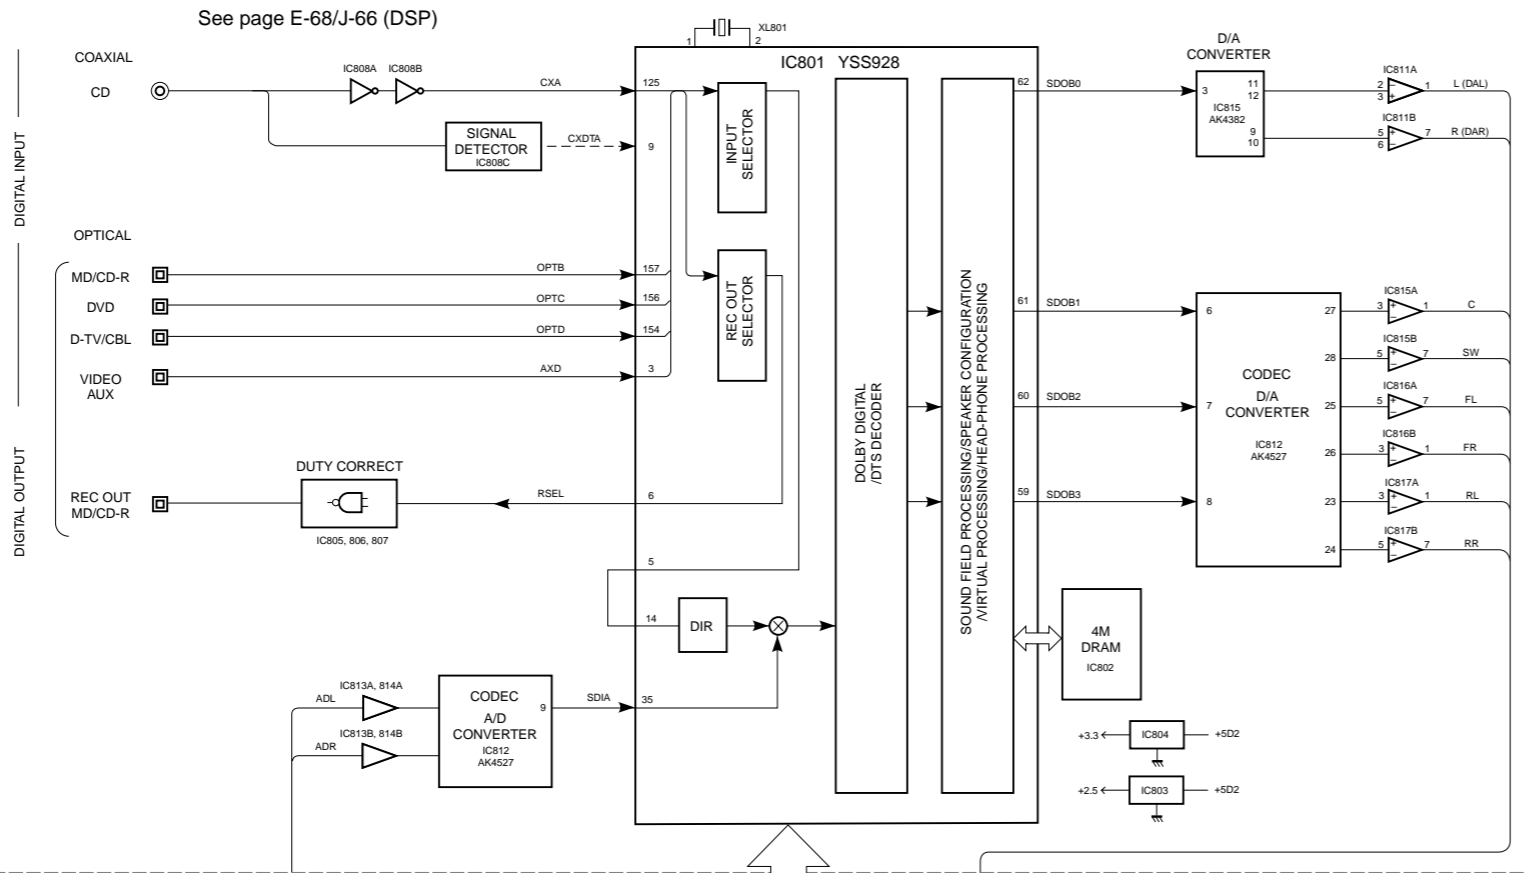 See page E-68/J-66 (DSP)
DIGITAL INPUT
DIGITAL OUTPUT
COAXIAL
CD
IC808A
IC808B
CXA
125
SIGNAL
DETECTOR
IC808C
CXDTA
9
OPTICAL
MD/CD-R
OPTB
157
DVD
OPTC
156
D-TV/CBL
OPTD
154
VIDEO
AUX
AXD
3
REC OUT
MD/CD-R
DUTY CORRECT
IC805, 806, 807
RSEL
6
5
14
DIR
ADL
IC813A, 814A
ADR
IC813B, 814B
CODEC
A/D
CONVERTER
IC812
AK4527
9
SDIA
35
1
2
XL801
IC801 YSS928
INPUT
SELECTOR
REC OUT
SELECTOR
DOLBY DIGITAL
/DTS DECODER
SOUND FIELD PROCESSING/SPEAKER CONFIGURATION
/VIRTUAL PROCESSING/HEAD-PHONE PROCESSING
62
SDOB0
61
SDOB1
60
SDOB2
59
SDOB3
4M
DRAM
IC802
+3.3
IC804
+5D2
+2.5
IC803
+5D2
D/A
CONVERTER
3
11
12
IC815
AK4382
9
10
IC811A
2
−
3
+
1
L (DAL)
IC811B
5
+
6
−
7
R (DAR)
6
7
8
CODEC
D/A
CONVERTER
IC812
AK4527
27
28
25
26
23
24
IC815A
3
+
−
1
C
IC815B
5
+
−
7
SW
IC816A
5
+
−
7
FL
IC816B
3
+
−
1
FR
IC817A
3
+
−
1
RL
IC817B
5
+
−
7
RR